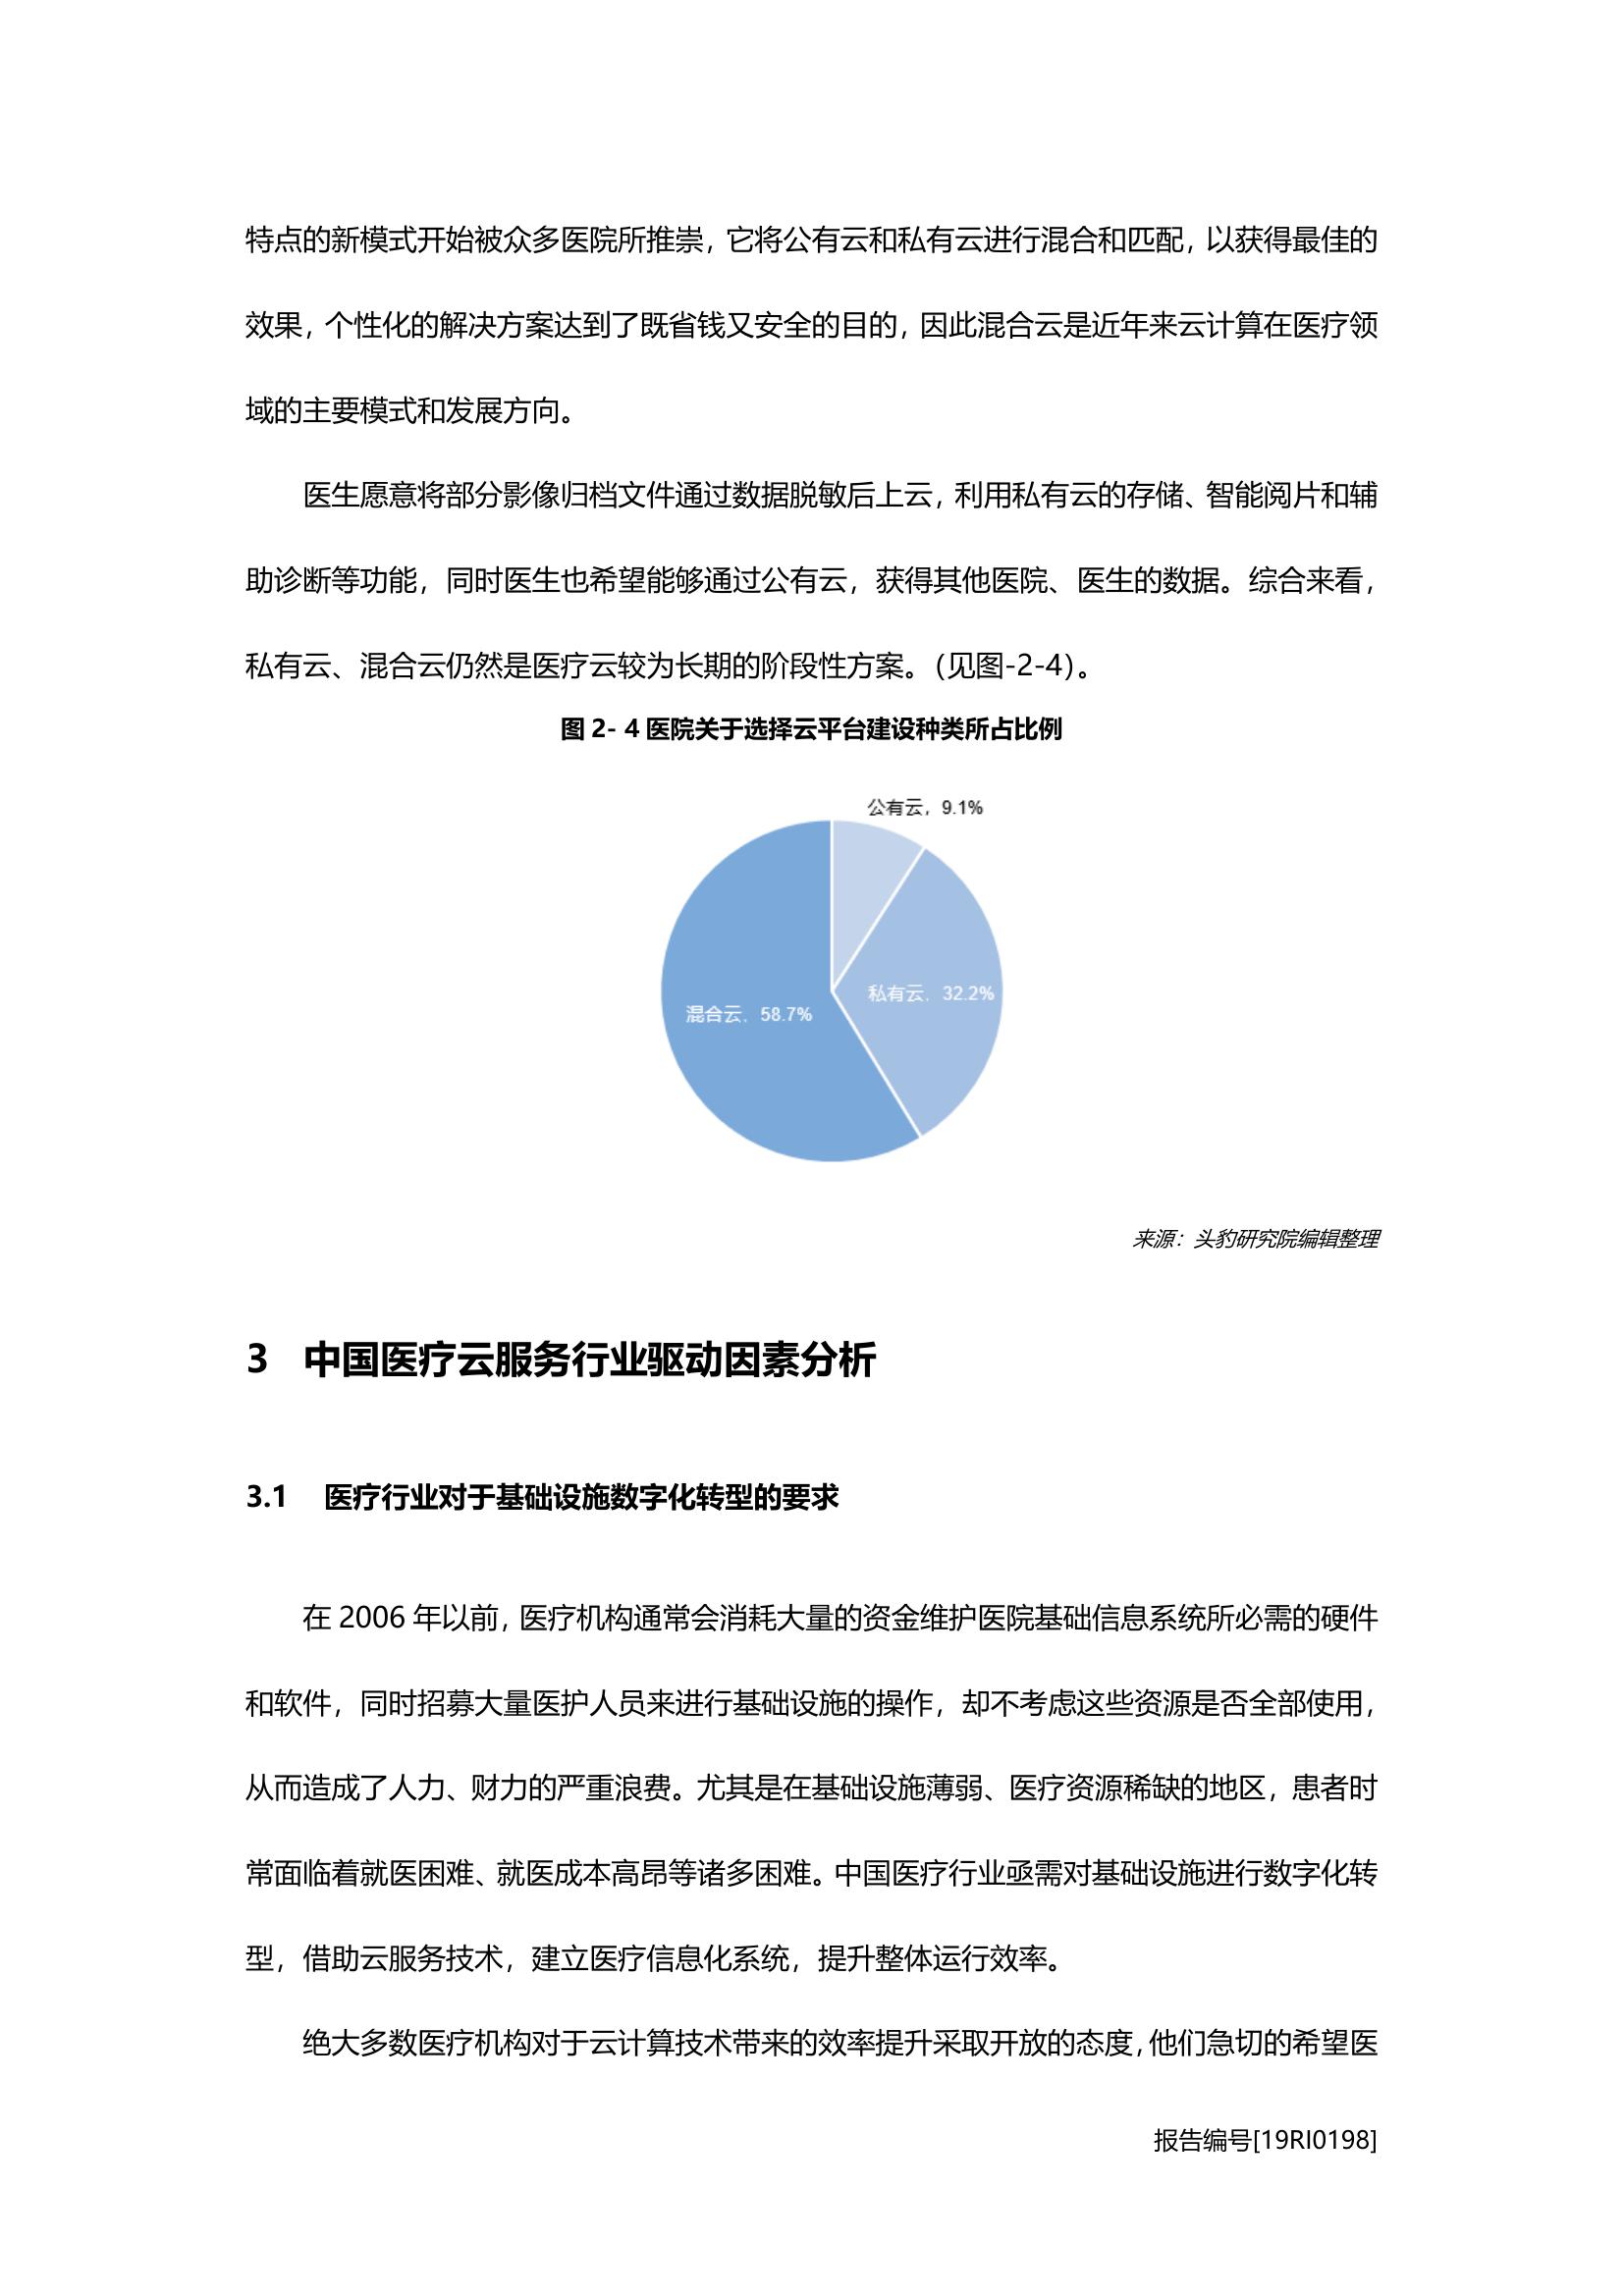 特点的新模式开始被众多医院所推崇，它将公有云和私有云进行混合和匹配，以获得最佳的
效果，个性化的解决方案达到了既省钱又安全的目的，因此混合云是近年来云计算在医疗领
域的主要模式和发展方向。
医生愿意将部分影像归档文件通过数据脱敏后上云，利用私有云的存储、智能阅片和辅
助诊断等功能，同时医生也希望能够通过公有云，获得其他医院、医生的数据。综合来看，
私有云、混合云仍然是医疗云较为长期的阶段性方案。（见图-2-4）。
图 2- 4 医院关于选择云平台建设种类所占比例
公有云，9.1%
私有云，32.2%
混合云，58.7%
来源：头豹研究院编辑整理
3 中国医疗云服务行业驱动因素分析
3.1 医疗行业对于基础设施数字化转型的要求
在 2006 年以前，医疗机构通常会消耗大量的资金维护医院基础信息系统所必需的硬件
和软件，同时招募大量医护人员来进行基础设施的操作，却不考虑这些资源是否全部使用，
从而造成了人力、财力的严重浪费。尤其是在基础设施薄弱、医疗资源稀缺的地区，患者时
常面临着就医困难、就医成本高昂等诸多困难。中国医疗行业亟需对基础设施进行数字化转
型，借助云服务技术，建立医疗信息化系统，提升整体运行效率。
绝大多数医疗机构对于云计算技术带来的效率提升采取开放的态度，他们急切的希望医
报告编号[19RI0198]